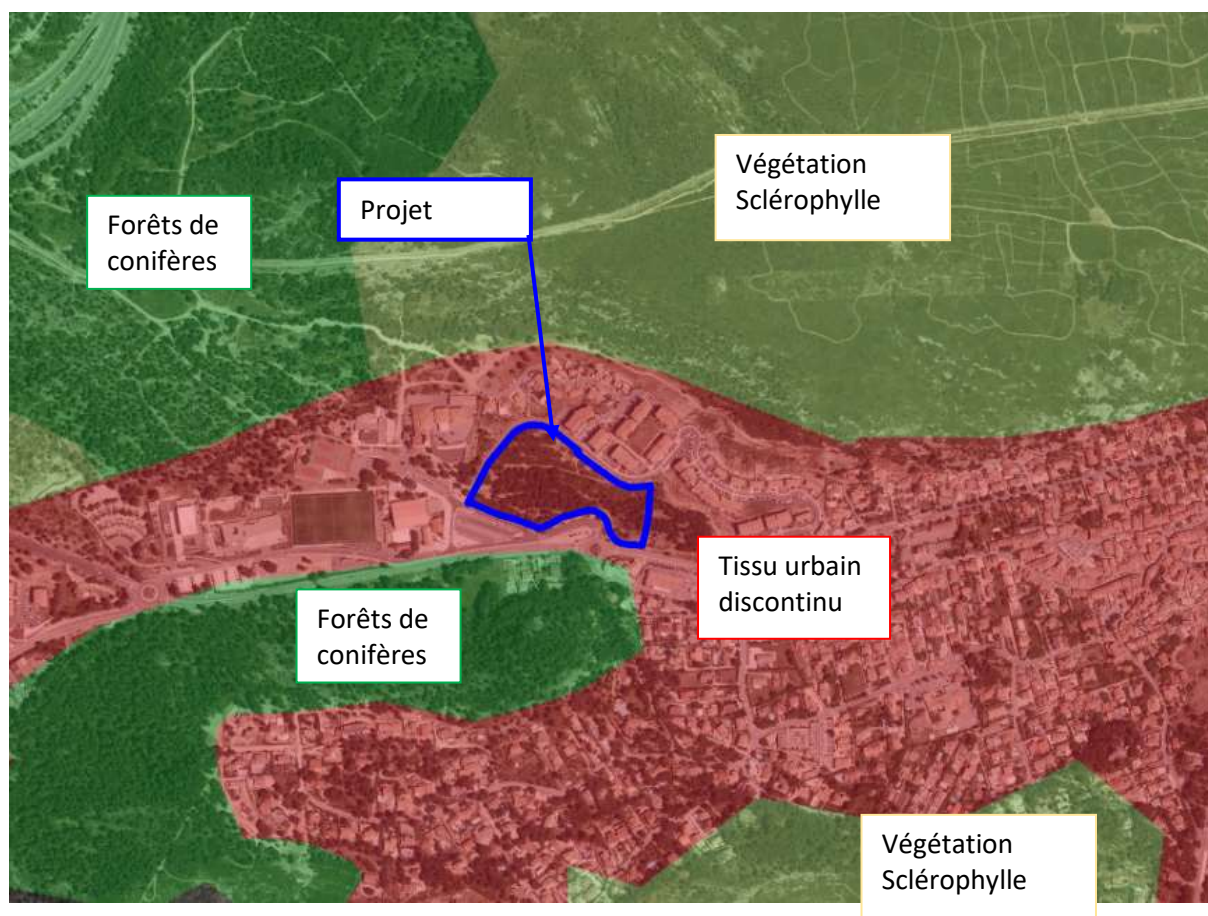 Végétation
Sclérophylle
Projet
Forêts de
conifères
Tissu urbain
discontinu
Forêts de
conifères
Végétation
Sclérophylle